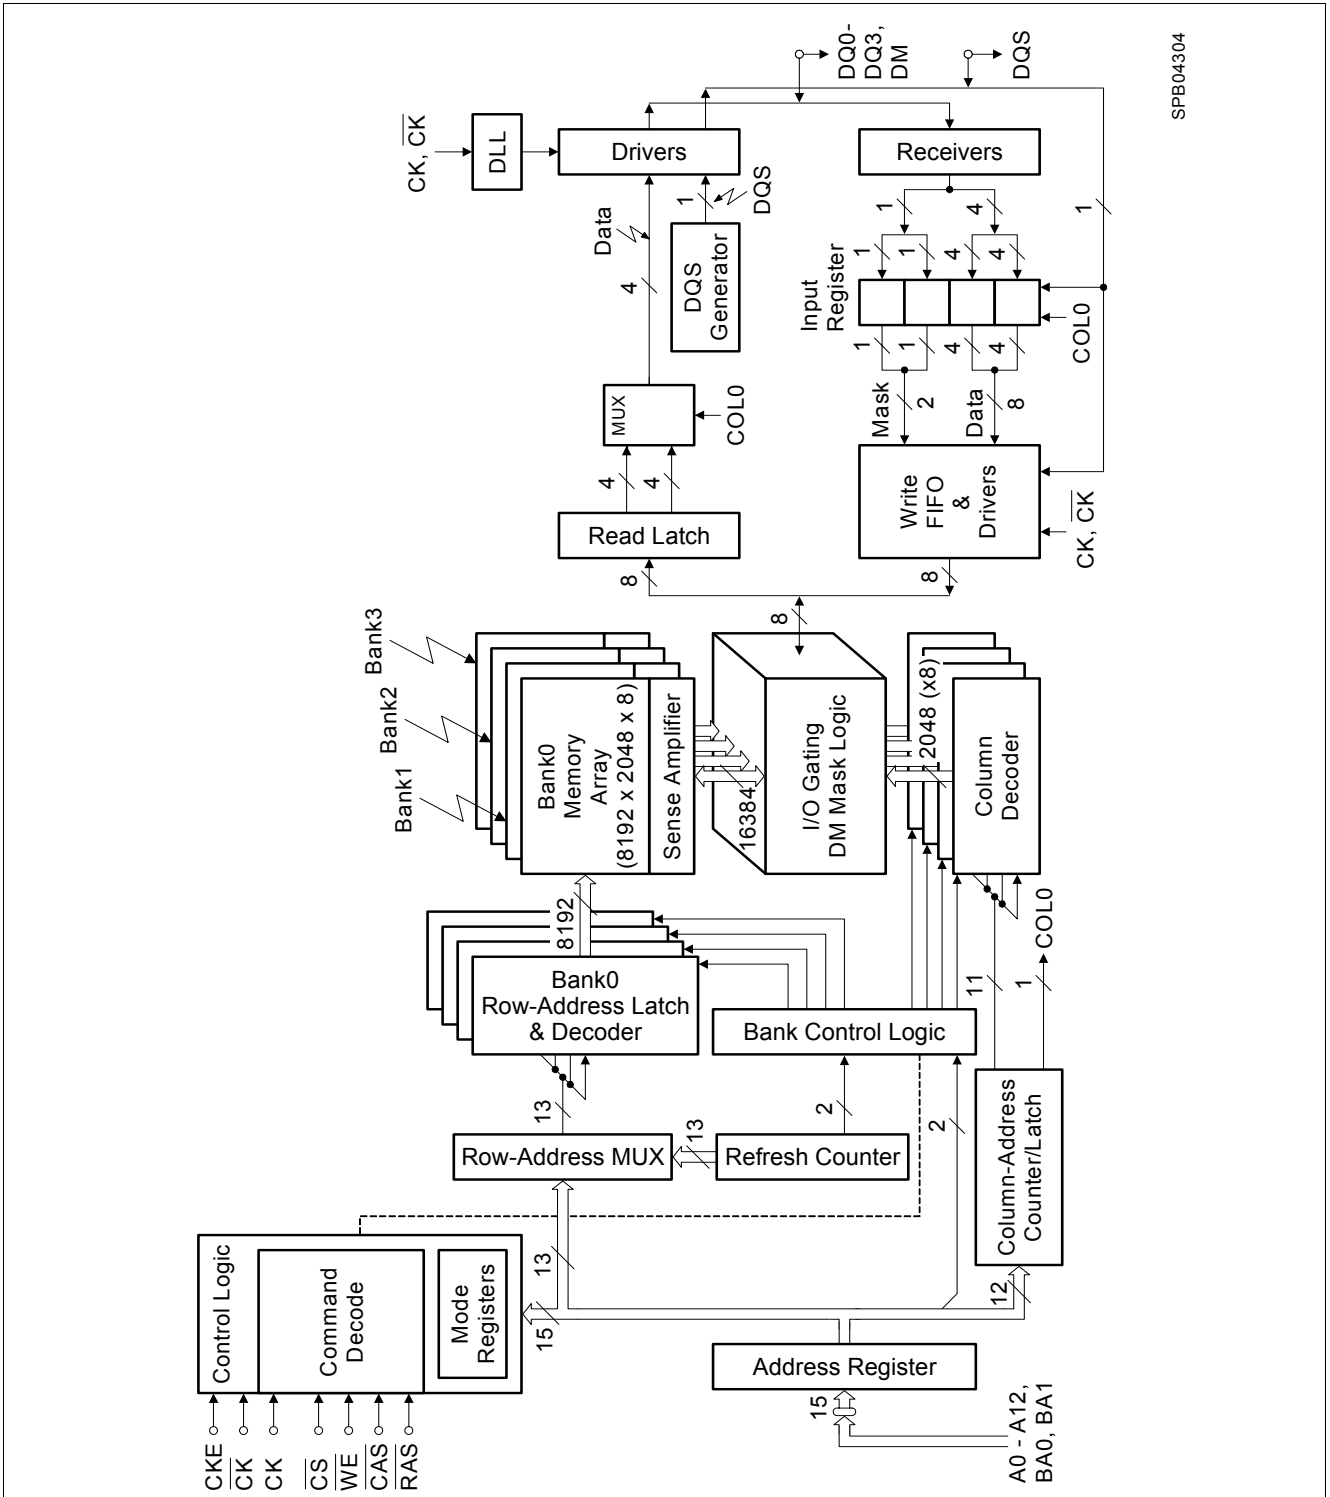 SPB04304
DQ0-
DQ3,
DM
DQS
CK, CK
DLL
Drivers
Receivers
Data
4
1
DQS
DQS
Generator
1
4
1
1
1
4
4
Input
Register
COL0
1
1
4
4
Mask
2
Data
8
MUX
COL0
4
4
Read Latch
Write
FIFO
&
Drivers
CK, CK
8
8
8
Bank3
Bank2
Bank1
Bank0
Memory
Array
(8192 x 2048 x 8)
Sense Amplifier
16384
I/O Gating
DM Mask Logic
2048 (x8)
Column
Decoder
8192
Bank0
Row-Address Latch
& Decoder
Bank Control Logic
11
1
COL0
13
2
2
Row-Address MUX
13
Refresh Counter
Column-Address
Counter/Latch
Control Logic
Command
Decode
Mode
Registers
13
15
12
Address Register
15
CKE
CK
CK
CS
WE
CAS
RAS
A0 - A12,
BA0, BA1